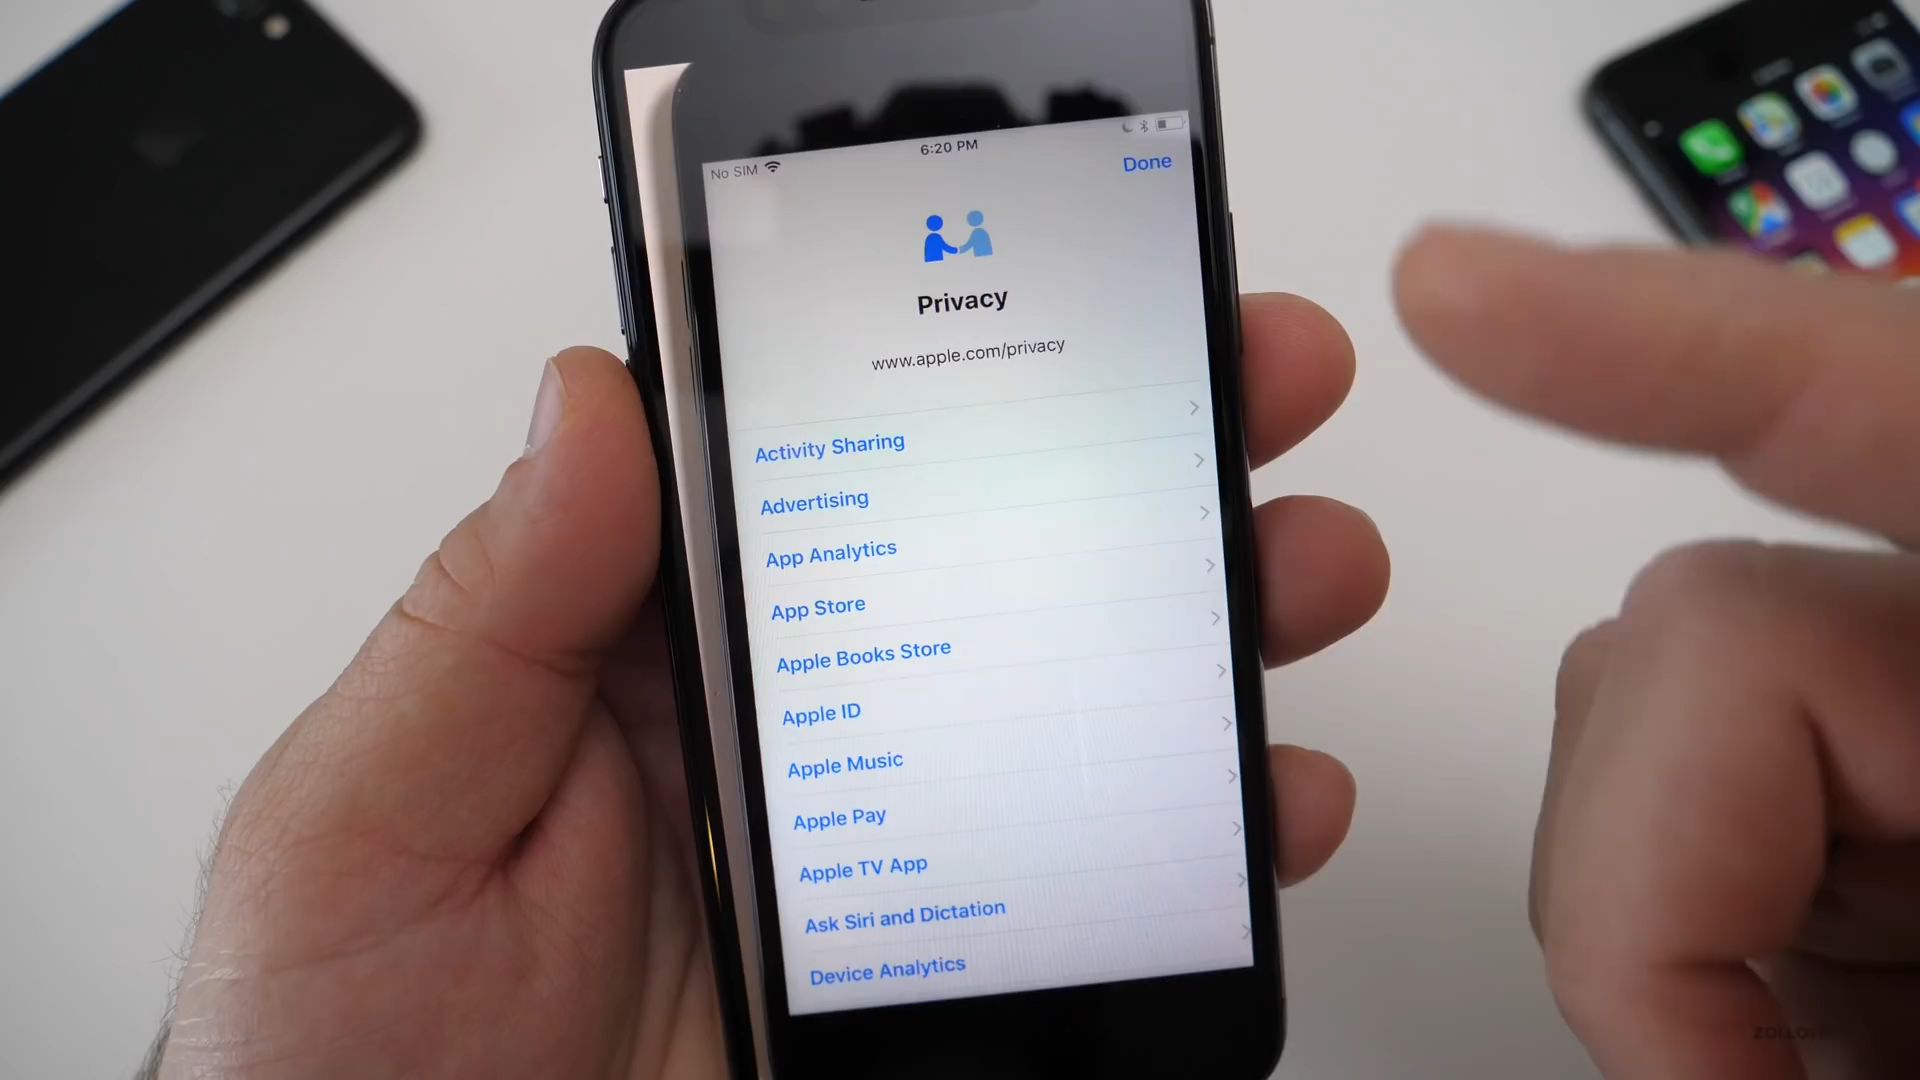 No SIM
6:20 PM
Done
Privacy
www.apple.com/privacy
Activity Sharing
Advertising
App Analytics
App Store
Apple Books Store
Apple ID
Apple Music
Apple Pay
Apple TV App
Ask Siri and Dictation
Device Analytics